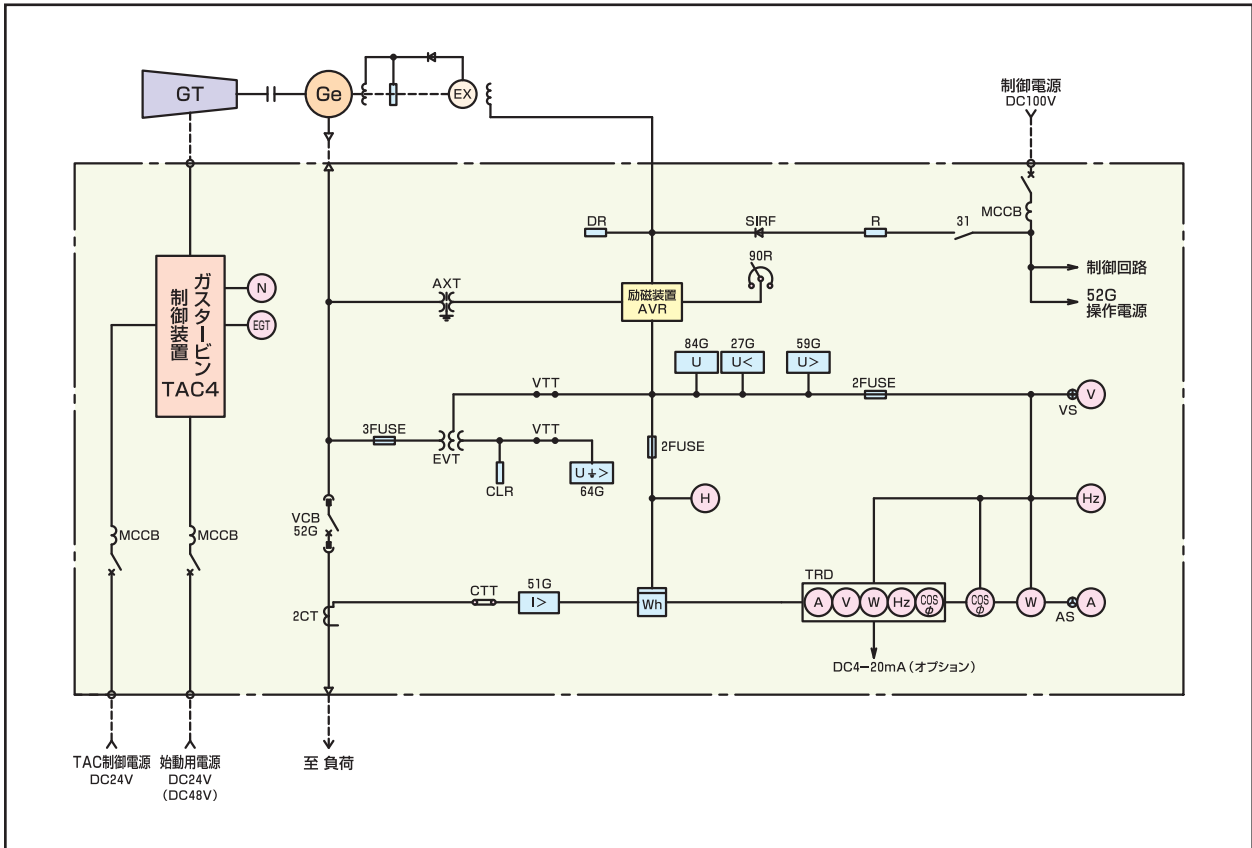 GT
Ge
EX
制御電源
DC100V
MCCB
DR
SIRF
R
31
90R
制御回路
52G
操作電源
AXT
励磁装置
AVR
ガスタービン
制御装置
TAC4
N
EGT
84G
U
27G
U<
59G
U>
2FUSE
VS
V
VTT
3FUSE
EVT
VTT
CLR
U⏚>
64G
2FUSE
H
Hz
MCCB
MCCB
VCB
52G
2CT
CTT
51G
I>
Wh
TRD
A
V
W
Hz
COS
φ
COS
φ
W
AS
A
DC4−20mA(オプション)
TAC制御電源
DC24V
始動用電源
DC24V
(DC48V)
至 負荷